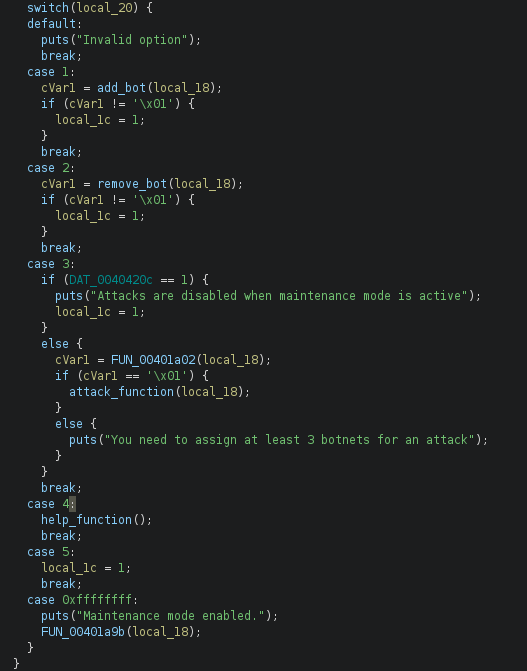 switch(local_20) {
default:
puts("Invalid option");
break;
case 1:
cVar1 = add_bot(local_18);
if (cVar1 != '\x01') {
local_1c = 1;
}
break;
case 2:
cVar1 = remove_bot(local_18);
if (cVar1 != '\x01') {
local_1c = 1;
}
break;
case 3:
if (DAT_0040420c == 1) {
puts("Attacks are disabled when maintenance mode is active");
local_1c = 1;
}
else {
cVar1 = FUN_00401a02(local_18);
if (cVar1 == '\x01') {
attack_function(local_18);
}
else {
puts("You need to assign at least 3 botnets for an attack");
}
}
break;
case 4:
help_function();
break;
case 5:
local_1c = 1;
break;
case 0xffffffff:
puts("Maintenance mode enabled.");
FUN_00401a9b(local_18);
}
}